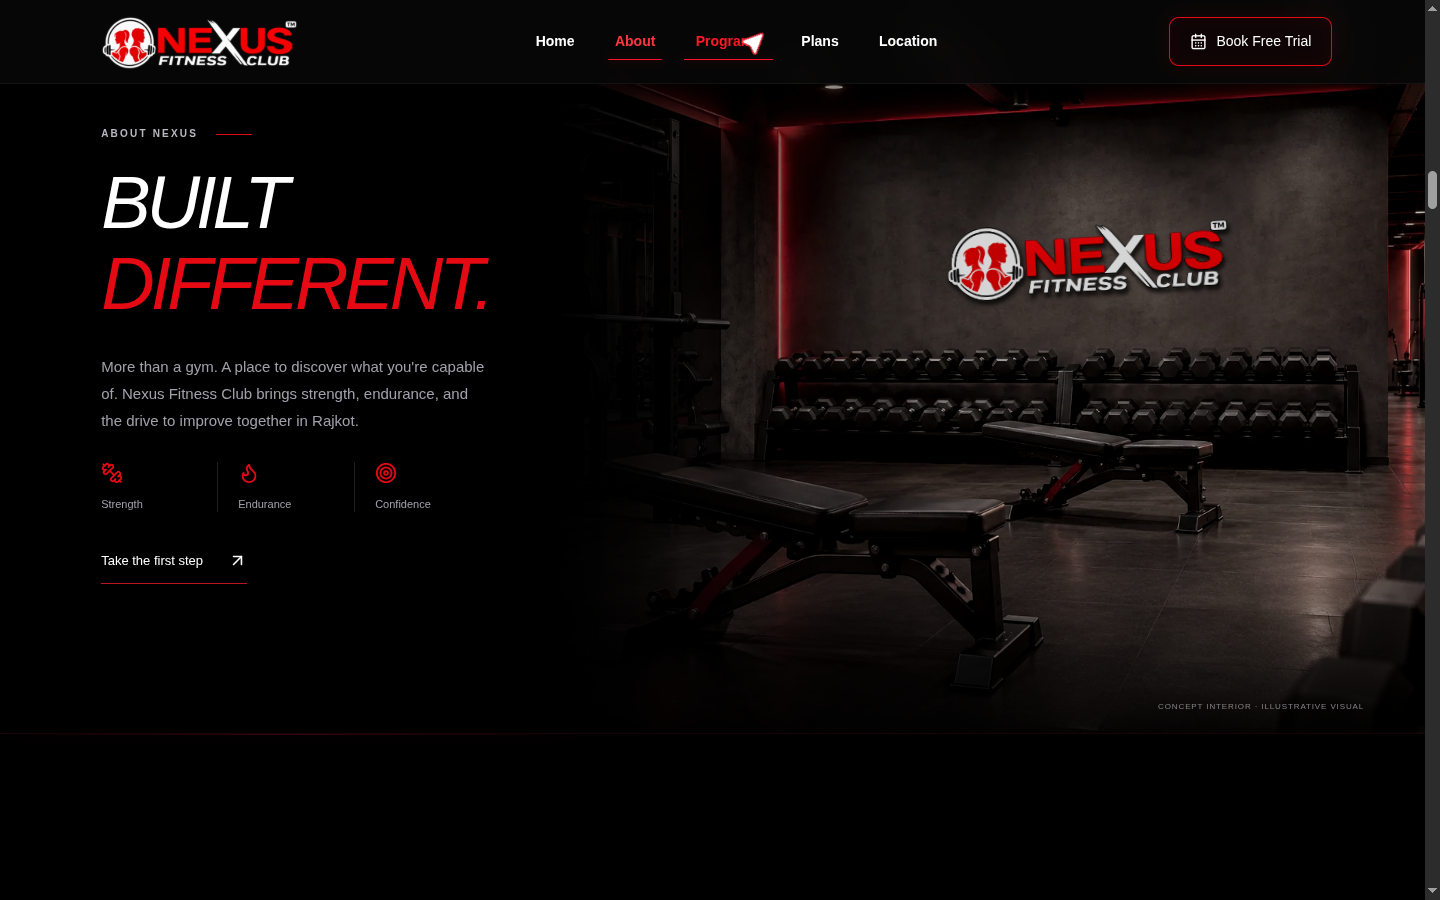 NEXUS
TM
FITNESS CLUB
Home
About
Plans
Location
Book Free Trial
ABOUT NEXUS
BUILT
DIFFERENT.
NEXUS
TM
FITNESS CLUB
More than a gym. A place to discover what you're capable
of. Nexus Fitness Club brings strength, endurance, and
the drive to improve together in Rajkot.
Strength
Endurance
Confidence
Take the first step
CONCEPT INTERIOR · ILLUSTRATIVE VISUAL